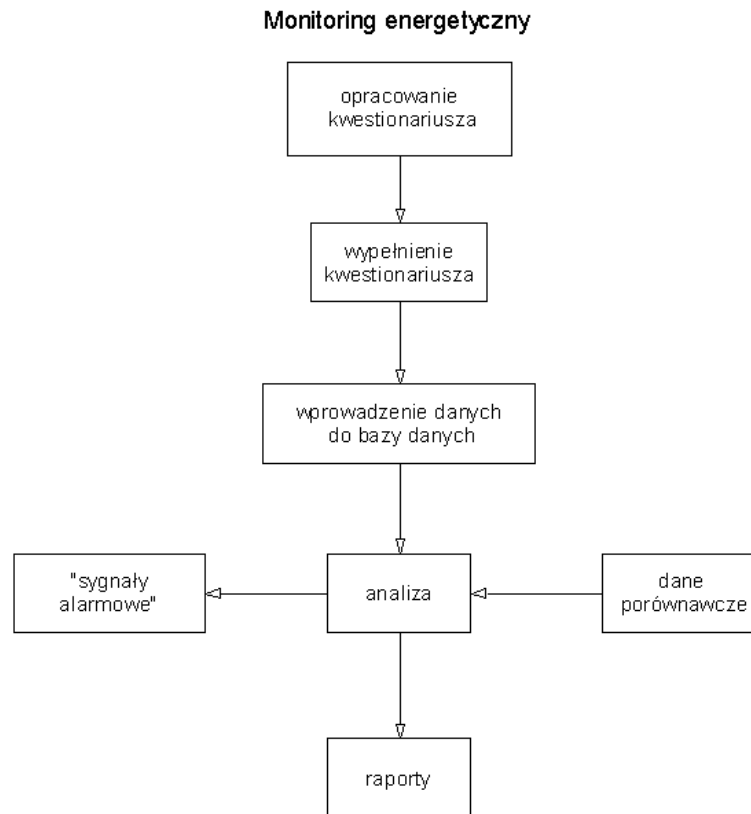 Monitoring energetyczny
opracowanie
kwestionariusza
wypełnienie
kwestionariusza
wprowadzenie danych
do bazy danych
"sygnały
alarmowe"
analiza
dane
porównawcze
raporty